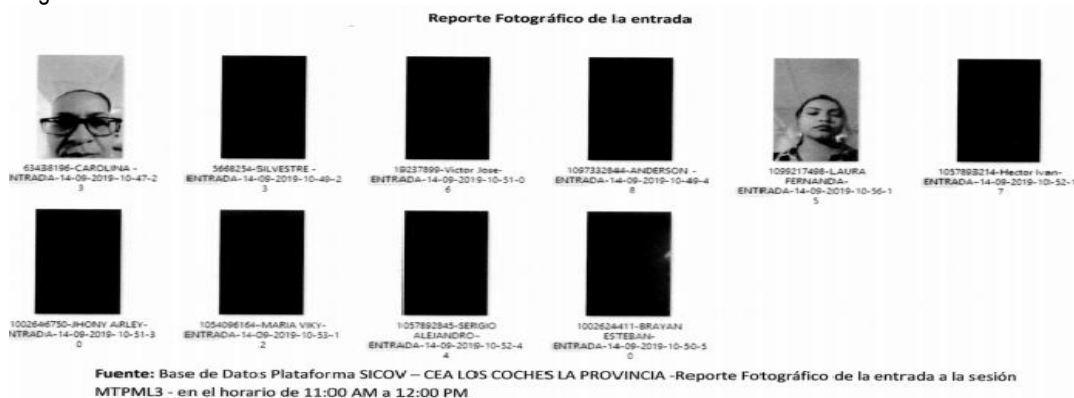 Reporte Fotográfico de la entrada
63438196-CAROLINA -
ENTRADA-14-09-2019-10-47-2
3
5668254-SILVESTRE -
ENTRADA-14-09-2019-10-49-2
3
19237899-Victor Jose-
ENTRADA-14-09-2019-10-51-0
6
1097332844-ANDERSON -
ENTRADA-14-09-2019-10-49-4
8
1099217498-LAURA
FERNANDA-
ENTRADA-14-09-2019-10-56-1
5
1057893214-Hector Ivan-
ENTRADA-14-09-2019-10-52-1
7
1002646750-JHONY AIRLEY-
ENTRADA-14-09-2019-10-51-3
0
1054096164-MARIA VIKY-
ENTRADA-14-09-2019-10-53-1
2
1057892845-SERGIO
ALEJANDRO-
ENTRADA-14-09-2019-10-52-4
4
1002624411-BRAYAN
ESTEBAN-
ENTRADA-14-09-2019-10-50-5
0
Fuente: Base de Datos Plataforma SICOV – CEA LOS COCHES LA PROVINCIA -Reporte Fotográfico de la entrada a la sesión
MTPML3 - en el horario de 11:00 AM a 12:00 PM